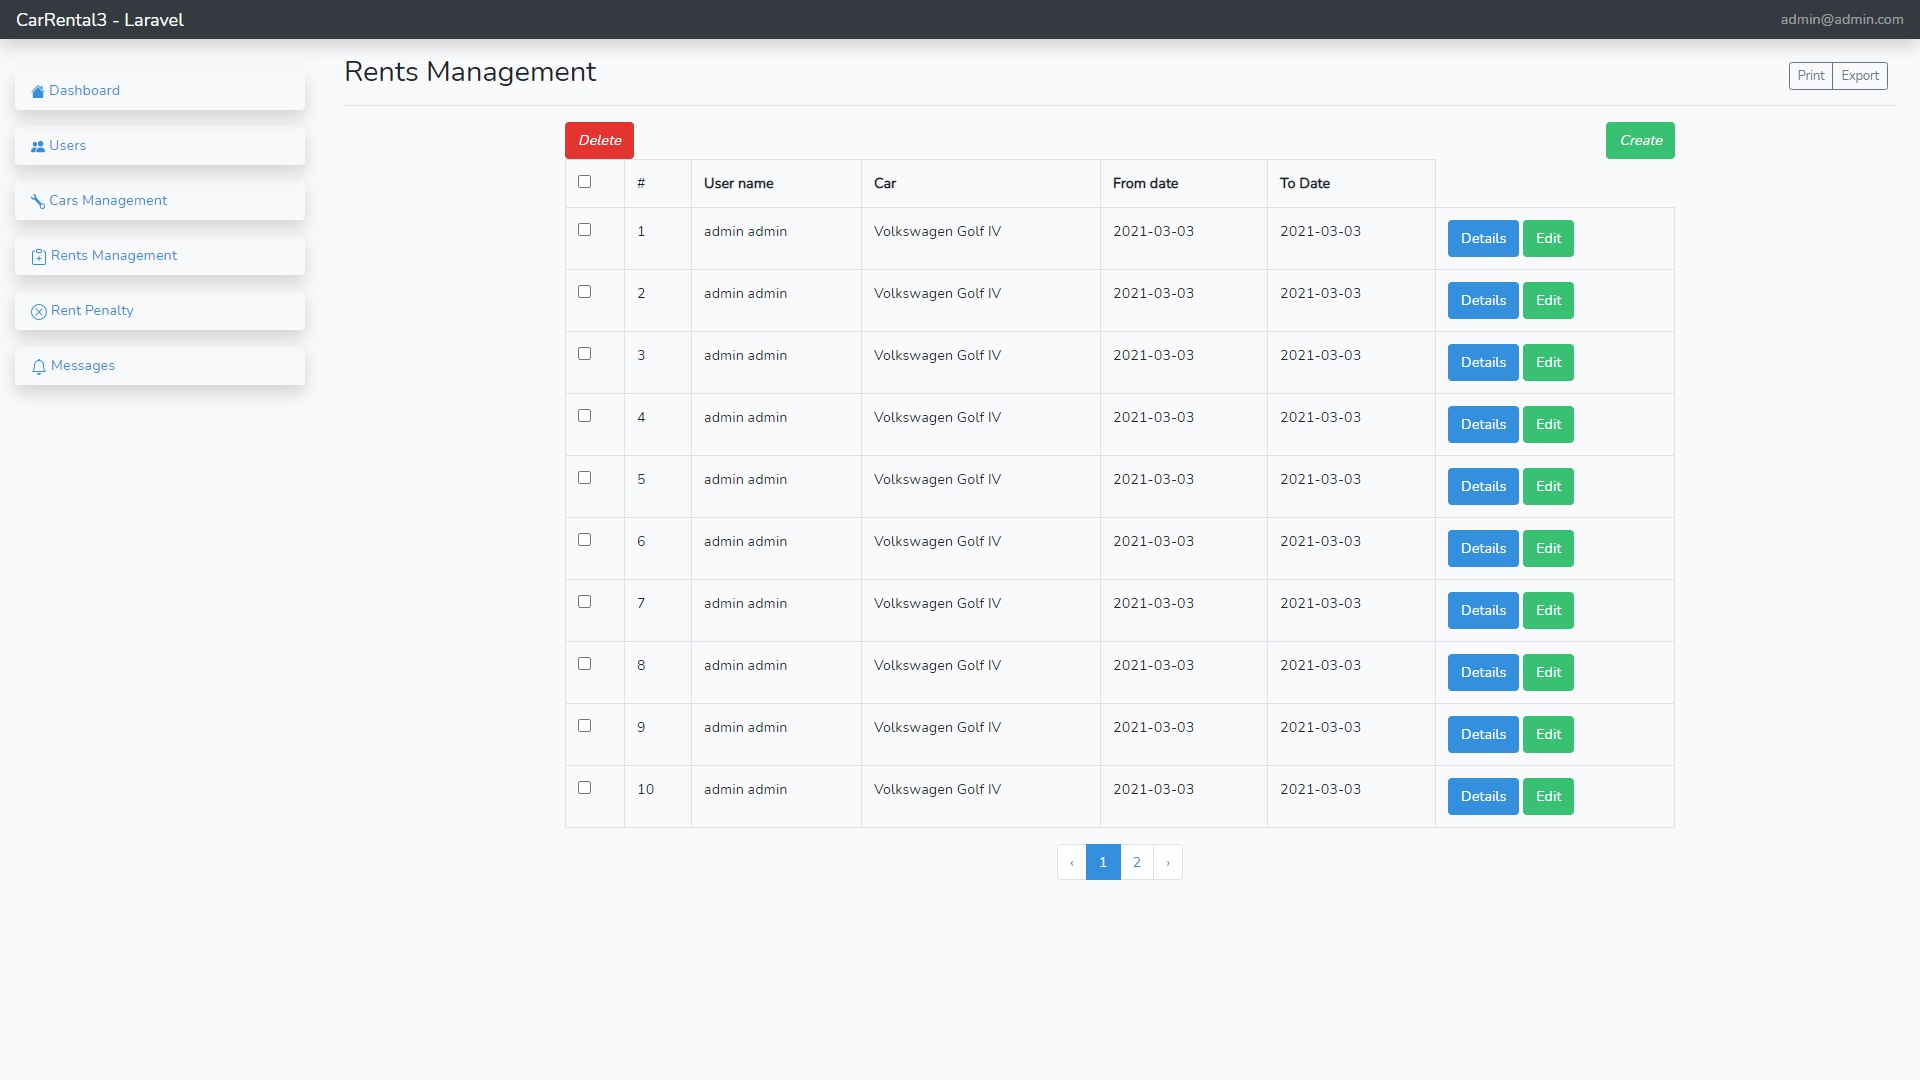 CarRental3 - Laravel
admin@admin.com
Dashboard
Users
Cars Management
Rents Management
Rent Penalty
Messages
Rents Management
Print Export
Delete
Create
# User name Car From date To Date
1 admin admin Volkswagen Golf IV 2021-03-03 2021-03-03 Details Edit
2 admin admin Volkswagen Golf IV 2021-03-03 2021-03-03 Details Edit
3 admin admin Volkswagen Golf IV 2021-03-03 2021-03-03 Details Edit
4 admin admin Volkswagen Golf IV 2021-03-03 2021-03-03 Details Edit
5 admin admin Volkswagen Golf IV 2021-03-03 2021-03-03 Details Edit
6 admin admin Volkswagen Golf IV 2021-03-03 2021-03-03 Details Edit
7 admin admin Volkswagen Golf IV 2021-03-03 2021-03-03 Details Edit
8 admin admin Volkswagen Golf IV 2021-03-03 2021-03-03 Details Edit
9 admin admin Volkswagen Golf IV 2021-03-03 2021-03-03 Details Edit
10 admin admin Volkswagen Golf IV 2021-03-03 2021-03-03 Details Edit
‹ 1 2 ›